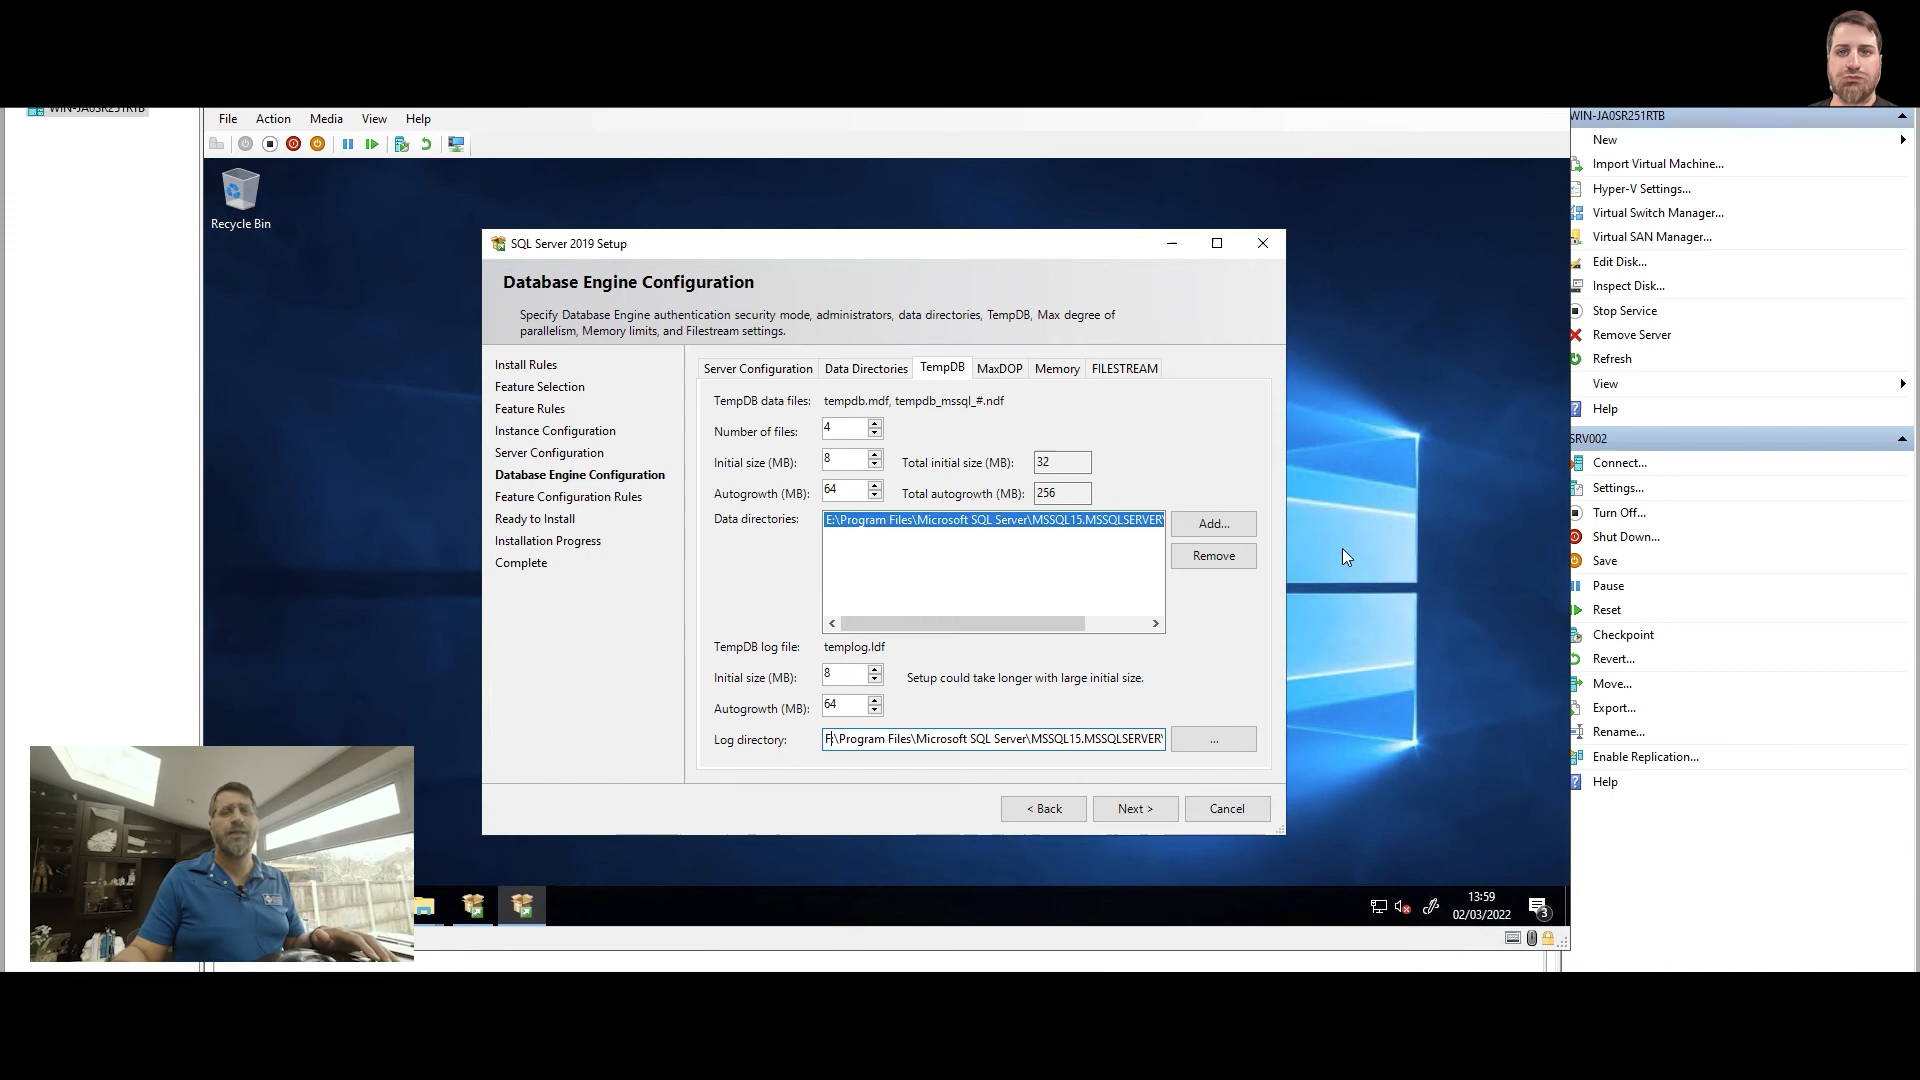 WIN-JA0SR251RTB
File Action Media View Help
Recycle Bin
SQL Server 2019 Setup
Database Engine Configuration
Specify Database Engine authentication security mode, administrators, data directories, TempDB, Max degree of
parallelism, Memory limits, and Filestream settings.
Install Rules
Feature Selection
Feature Rules
Instance Configuration
Server Configuration
Database Engine Configuration
Feature Configuration Rules
Ready to Install
Installation Progress
Complete
Server Configuration Data Directories TempDB MaxDOP Memory FILESTREAM
TempDB data files: tempdb.mdf, tempdb_mssql_#.ndf
Number of files: 4
Initial size (MB): 8 Total initial size (MB): 32
Autogrowth (MB): 64 Total autogrowth (MB): 256
Data directories: E:\Program Files\Microsoft SQL Server\MSSQL15.MSSQLSERVER\
Add...
Remove
TempDB log file: templog.ldf
Initial size (MB): 8 Setup could take longer with large initial size.
Autogrowth (MB): 64
Log directory: F:\Program Files\Microsoft SQL Server\MSSQL15.MSSQLSERVER\ ...
< Back Next > Cancel
13:59
02/03/2022
3
WIN-JA0SR251RTB
New
Import Virtual Machine...
Hyper-V Settings...
Virtual Switch Manager...
Virtual SAN Manager...
Edit Disk...
Inspect Disk...
Stop Service
Remove Server
Refresh
View
Help
SRV002
Connect...
Settings...
Turn Off...
Shut Down...
Save
Pause
Reset
Checkpoint
Revert...
Move...
Export...
Rename...
Enable Replication...
Help